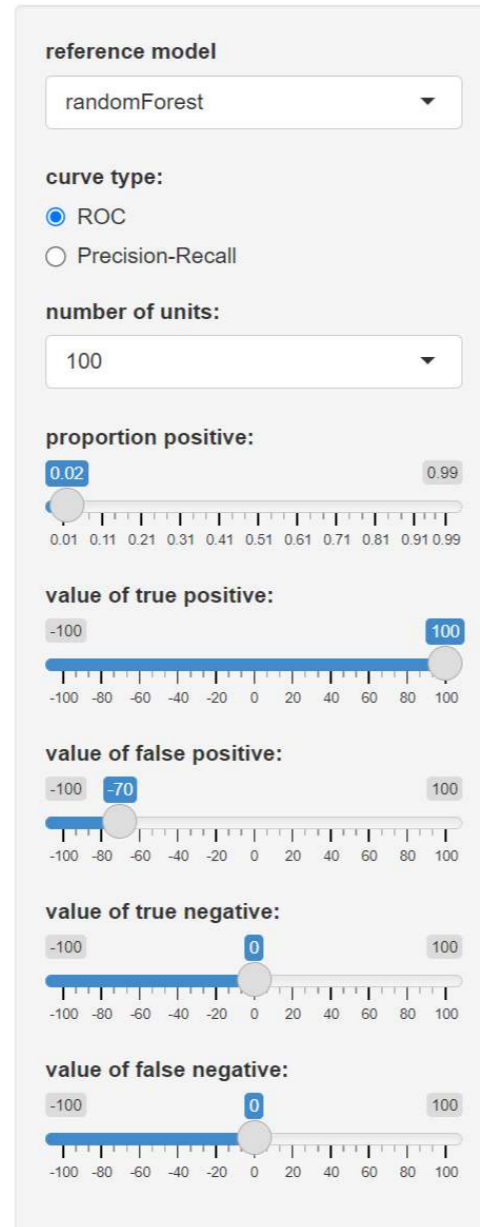 reference model
randomForest
curve type:
ROC
Precision-Recall
number of units:
100
proportion positive:
0.02 0.99
0.01 0.11 0.21 0.31 0.41 0.51 0.61 0.71 0.81 0.91 0.99
value of true positive:
-100 100
-100 -80 -60 -40 -20 0 20 40 60 80 100
value of false positive:
-100 -70 100
-100 -80 -60 -40 -20 0 20 40 60 80 100
value of true negative:
-100 0 100
-100 -80 -60 -40 -20 0 20 40 60 80 100
value of false negative:
-100 0 100
-100 -80 -60 -40 -20 0 20 40 60 80 100